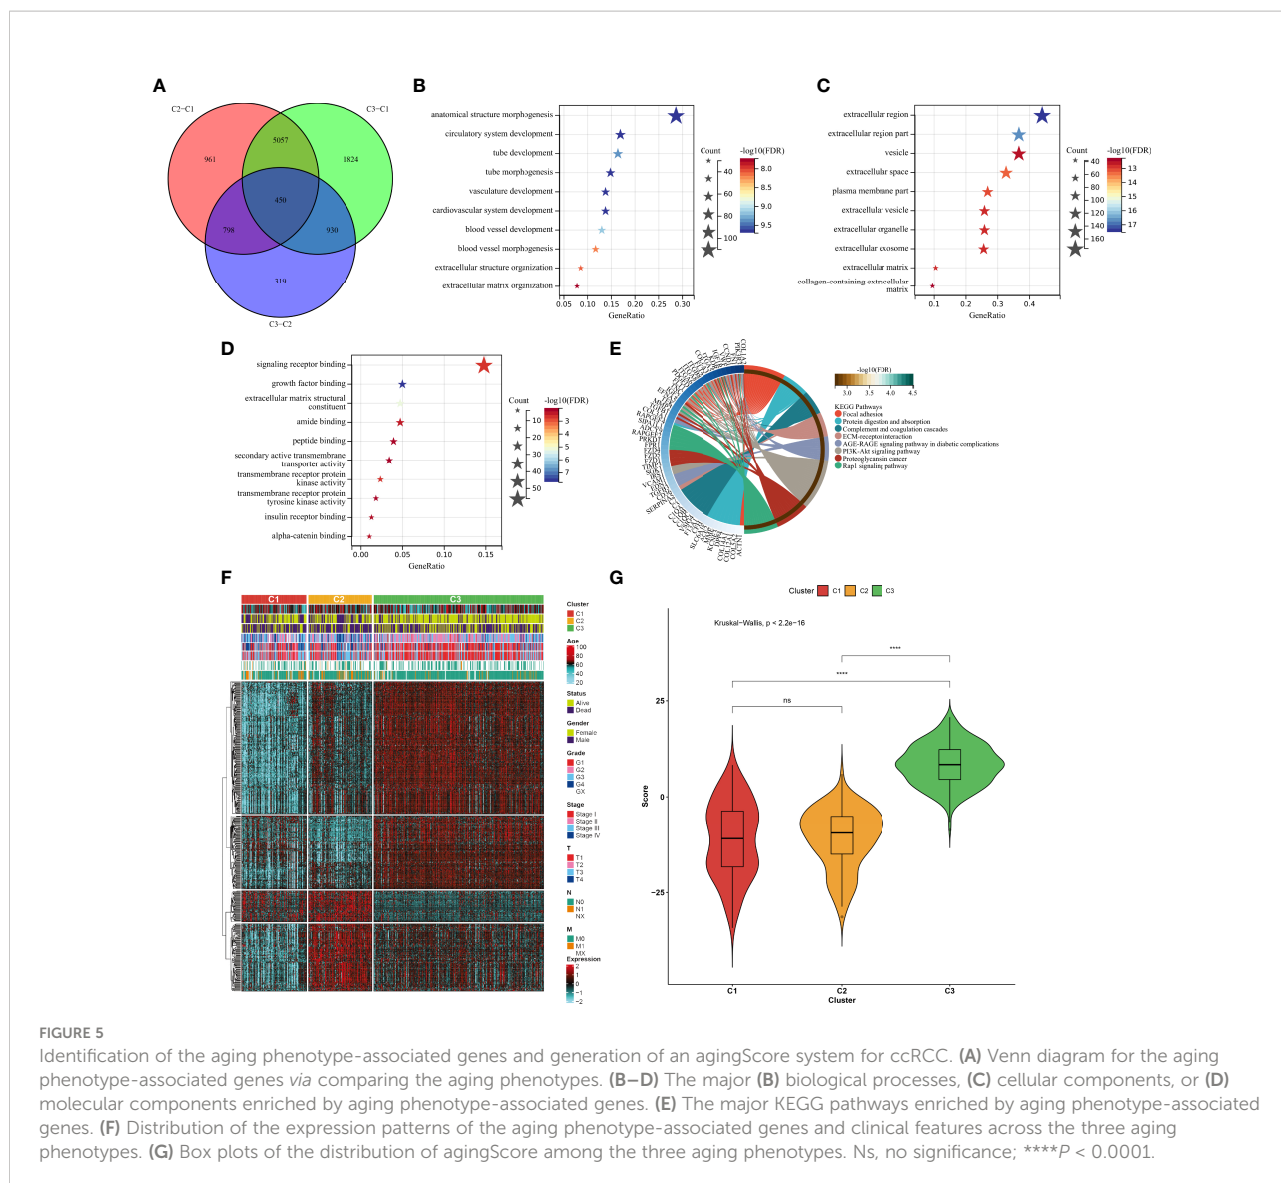 A
C2−C1
C3−C1
5057
961
1824
450
798
930
319
C3−C2
B
anatomical structure morphogenesis
circulatory system development
tube development
tube morphogenesis
vasculature development
cardiovascular system development
blood vessel development
blood vessel morphogenesis
extracellular structure organization
extracellular matrix organization
0.05 0.10 0.15 0.20 0.25 0.30
GeneRatio
Count
40
60
80
100
-log10(FDR)
8.0
8.5
9.0
9.5
C
extracellular region
extracellular region part
vesicle
extracellular space
plasma membrane part
extracellular vesicle
extracellular organelle
extracellular exosome
extracellular matrix
collagen-containing extracellular
matrix
0.1 0.2 0.3 0.4
GeneRatio
Count
40
60
80
100
120
140
160
-log10(FDR)
13
14
15
16
17
D
signaling receptor binding
growth factor binding
extracellular matrix structural
constituent
amide binding
peptide binding
secondary active transmembrane
transporter activity
transmembrane receptor protein
kinase activity
transmembrane receptor protein
tyrosine kinase activity
insulin receptor binding
alpha-catenin binding
0.00 0.05 0.10 0.15
GeneRatio
Count
10
20
30
40
50
-log10(FDR)
2
3
4
5
6
7
E
-log10(FDR)
3.0 3.5 4.0 4.5
KEGG Pathways
Focal adhesion
Protein digestion and absorption
Complement and coagulation cascades
ECM-receptor interaction
AGE-RAGE signaling pathway in diabetic complications
PI3K-Akt signaling pathway
Proteoglycansin cancer
Rap1 signaling pathway
RAPGEF5
PRKD1
FPR1
FZD4
FZD1
TIMP3
ACTN1
F
C1 C2 C3
Cluster
C1
C2
C3
Age
100
80
60
40
20
Status
Alive
Dead
Gender
Female
Male
Grade
G1
G2
G3
G4
GX
Stage
Stage I
Stage II
Stage III
Stage IV
T
T1
T2
T3
T4
N
N0
N1
NX
M
M0
M1
MX
Expression
2
1
0
−1
−2
G
Cluster C1 C2 C3
Kruskal−Wallis, p < 2.2e−16
****
****
ns
25
0
−25
Score
C1 C2 C3
Cluster
FIGURE 5
Identification of the aging phenotype-associated genes and generation of an agingScore system for ccRCC. (A) Venn diagram for the aging
phenotype-associated genes via comparing the aging phenotypes. (B–D) The major (B) biological processes, (C) cellular components, or (D)
molecular components enriched by aging phenotype-associated genes. (E) The major KEGG pathways enriched by aging phenotype-associated
genes. (F) Distribution of the expression patterns of the aging phenotype-associated genes and clinical features across the three aging
phenotypes. (G) Box plots of the distribution of agingScore among the three aging phenotypes. Ns, no significance; ****P < 0.0001.